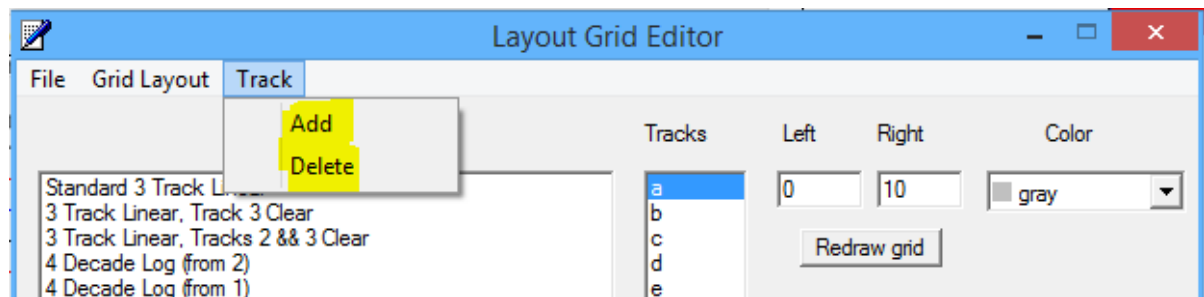 Layout Grid Editor
File Grid Layout Track
Add
Delete
Tracks Left Right Color
Standard 3 Track
3 Track Linear, Track 3 Clear
3 Track Linear, Tracks 2 && 3 Clear
4 Decade Log (from 2)
4 Decade Log (from 1)
a
b
c
d
e
0 10 gray
Redraw grid